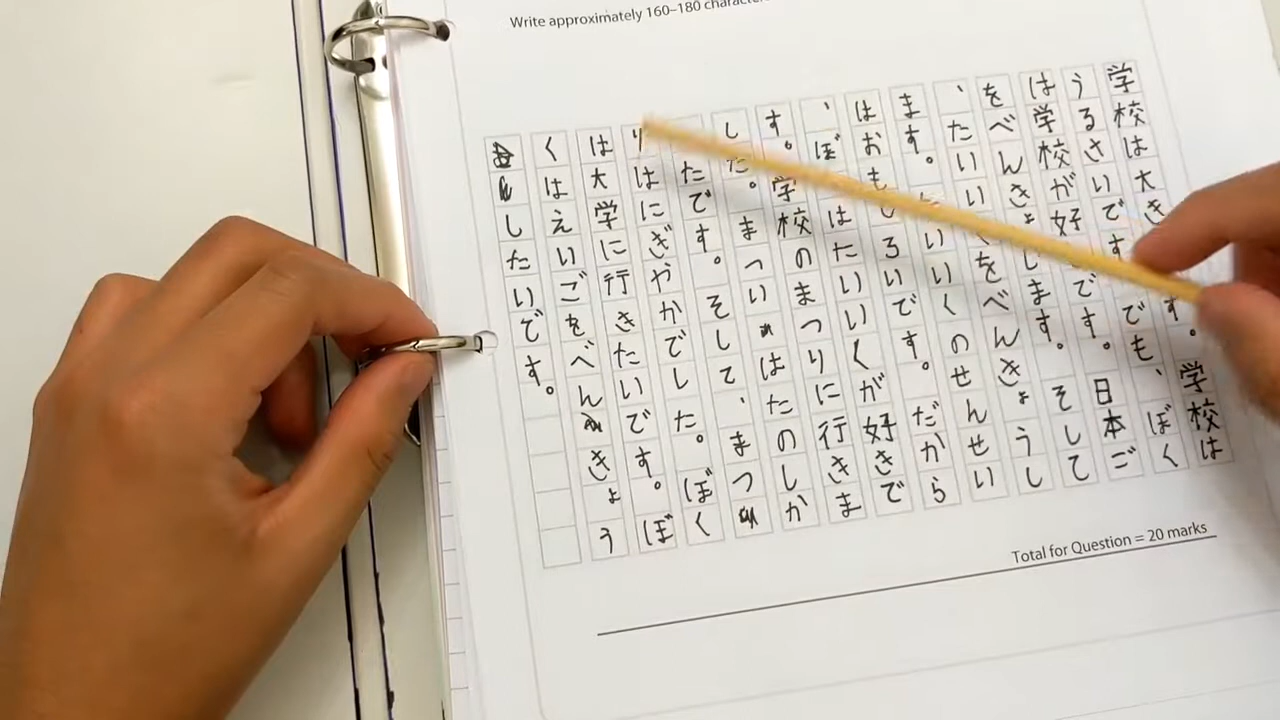 学校は大き す。学校は
うるさいです でも、ぼく
は学校が好 です。日本ご
をべんきょ します。そして
、たいい をべんきょうし
ます。 いいくのせんせい
はおもしろいです。だから
、ぼ はたいいくが好きで
す。学校のまつりに行きま
した。まつい はたのしか
たです。そして、まつ
りはにぎやかでした。ぼく
は大学に行きたいです。ぼ
くはえいごをべん きょう
したいです。
Write approximately 160–180
Total for Question = 20 marks